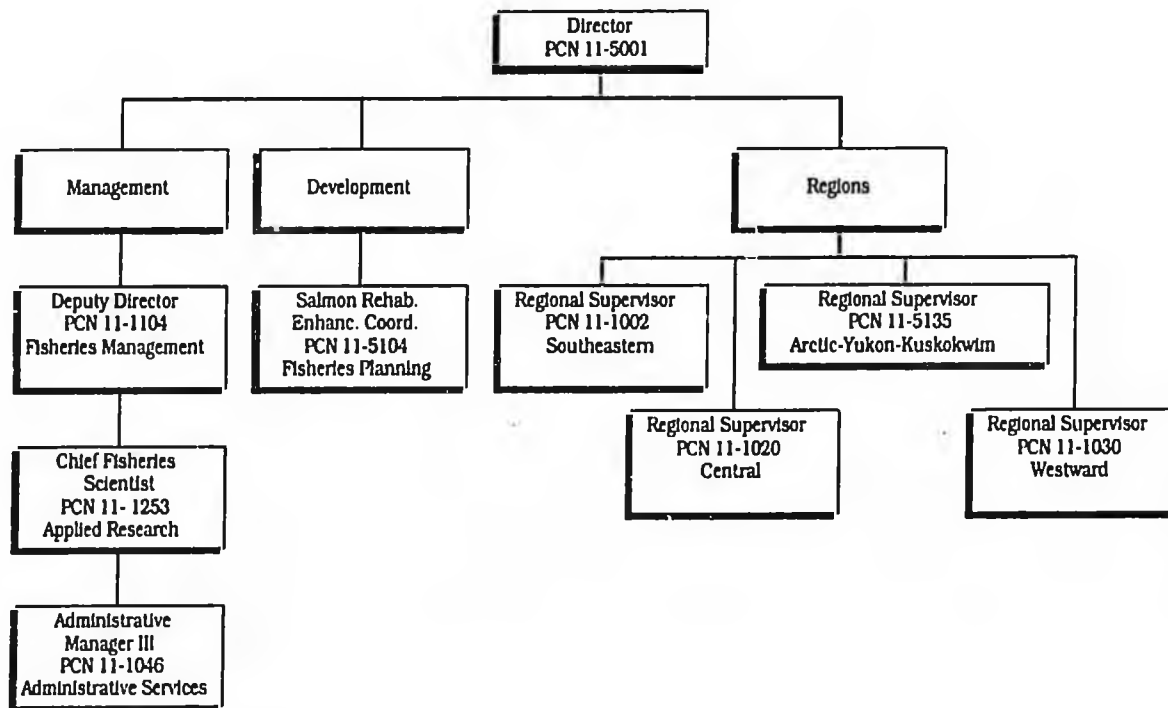 Director
PCN 11-5001
Management
Development
Regions
Deputy Director
PCN 11-1104
Fisheries Management
Salmon Rehab.
Enhanc. Coord.
PCN 11-5104
Fisheries Planning
Regional Supervisor
PCN 11-1002
Southeastern
Regional Supervisor
PCN 11-5135
Arctic-Yukon-Kuskokwim
Chief Fisheries
Scientist
PCN 11- 1253
Applied Research
Regional Supervisor
PCN 11-1020
Central
Regional Supervisor
PCN 11-1030
Westward
Administrative
Manager III
PCN 11-1046
Administrative Services